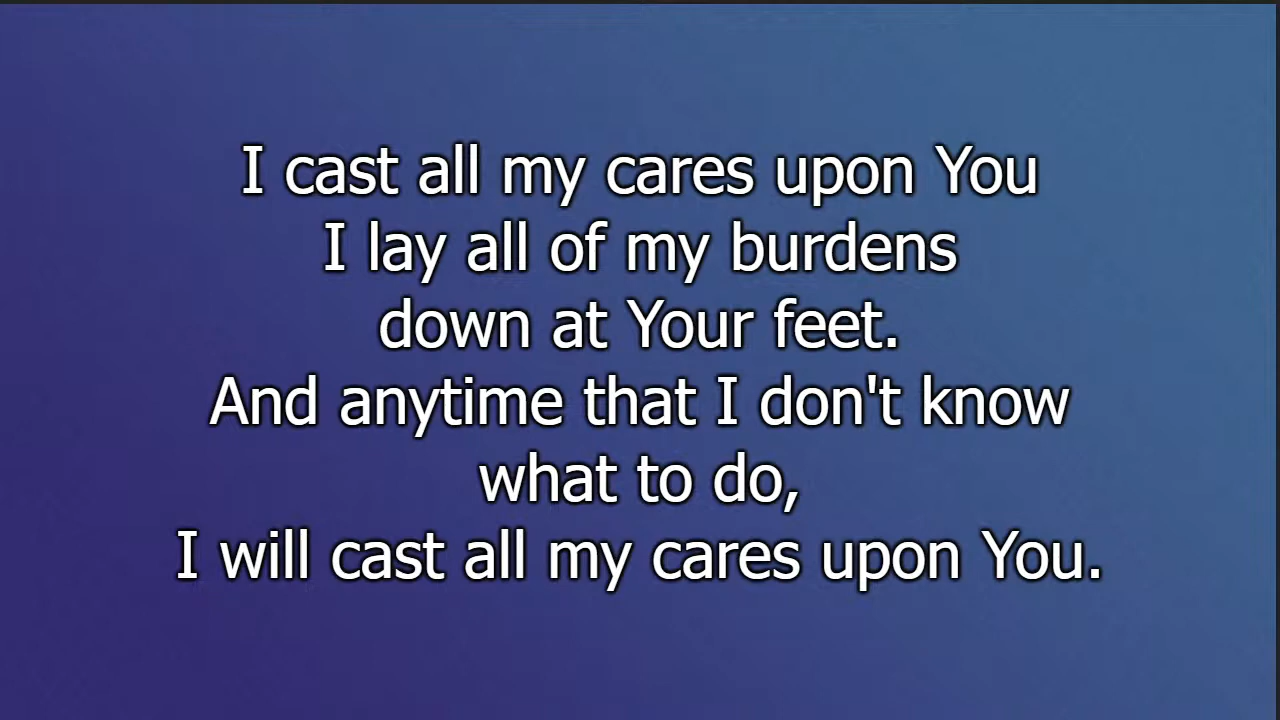 I cast all my cares upon You
I lay all of my burdens
down at Your feet.
And anytime that I don't know
what to do,
I will cast all my cares upon You.